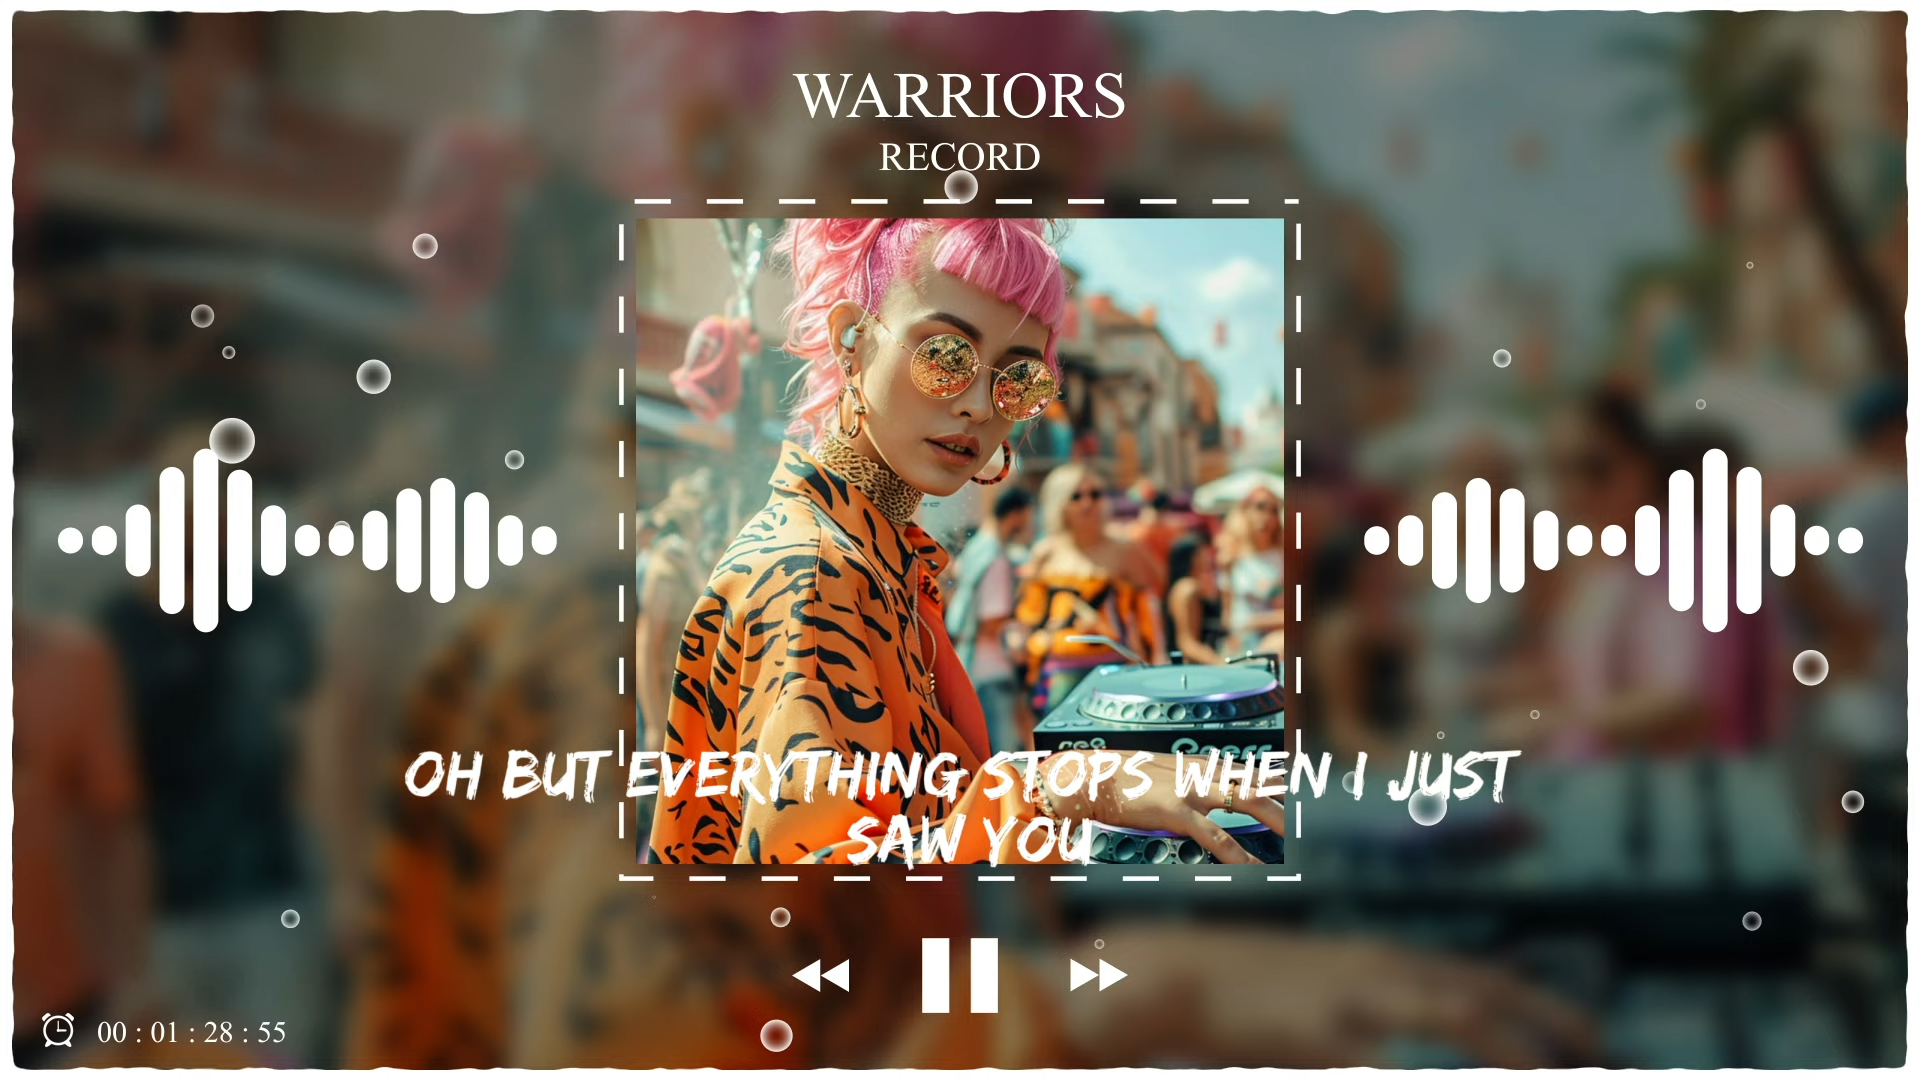 WARRIORS
RECORD
OH BUT EVERYTHING STOPS WHEN I JUST
SAW YOU
00 : 01 : 28 : 55